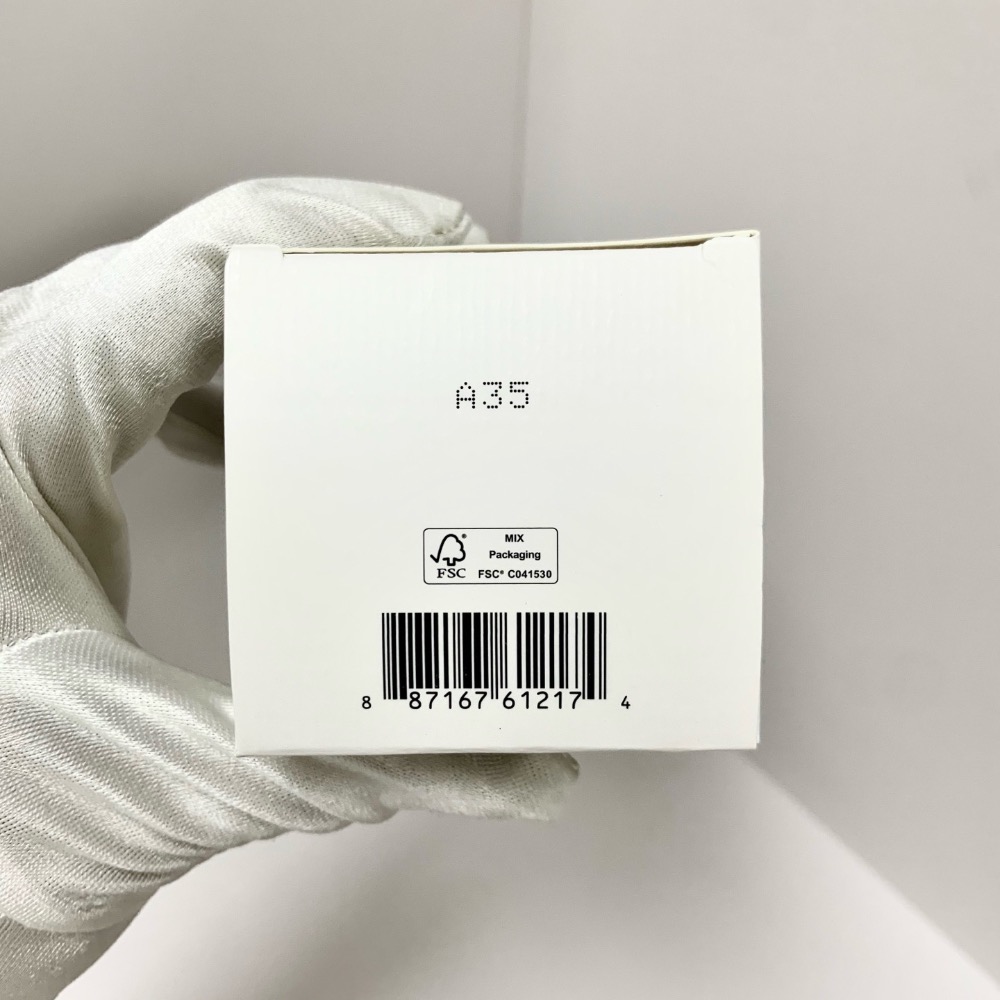 A35
MIX
Packaging
FSC® FSC® C041530
8 87167 61217 4